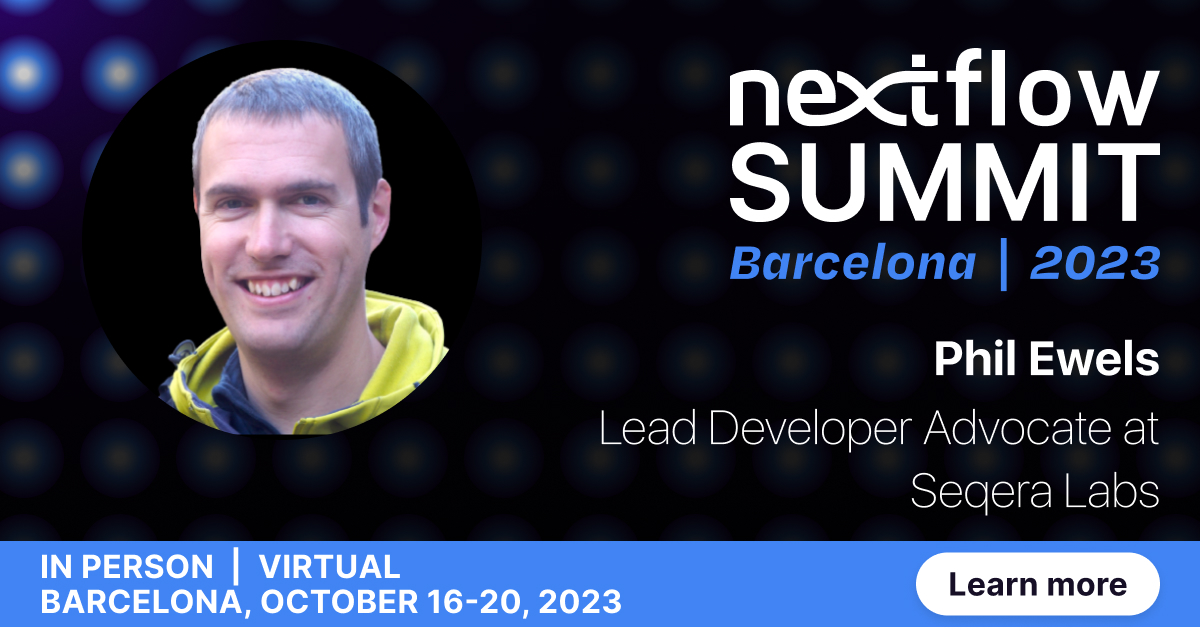 nextflow
SUMMIT
Barcelona | 2023
Phil Ewels
Lead Developer Advocate at
Seqera Labs
IN PERSON | VIRTUAL
BARCELONA, OCTOBER 16-20, 2023
Learn more